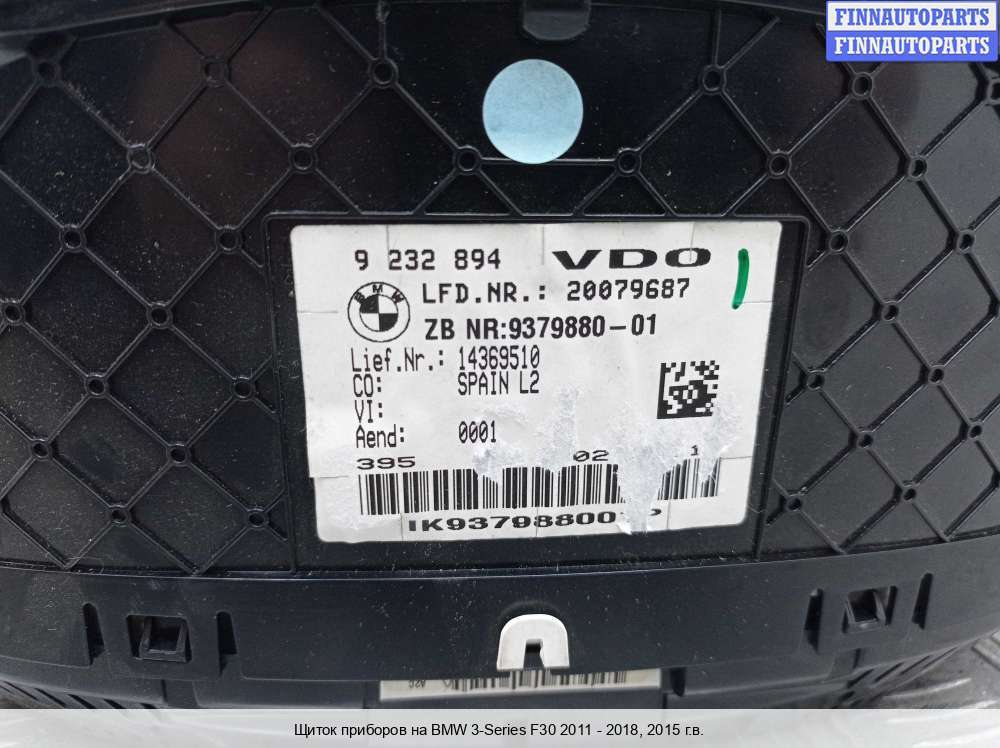 FINNAUTOPARTS
FINNAUTOPARTS
9 232 894 VDO
BMW
LFD.NR.: 20079687
ZB NR:9379880-01
Lief.Nr.: 14369510
CO: SPAIN L2
VI:
Aend: 0001
395 02 1
Щиток приборов на BMW 3-Series F30 2011 - 2018, 2015 г.в.